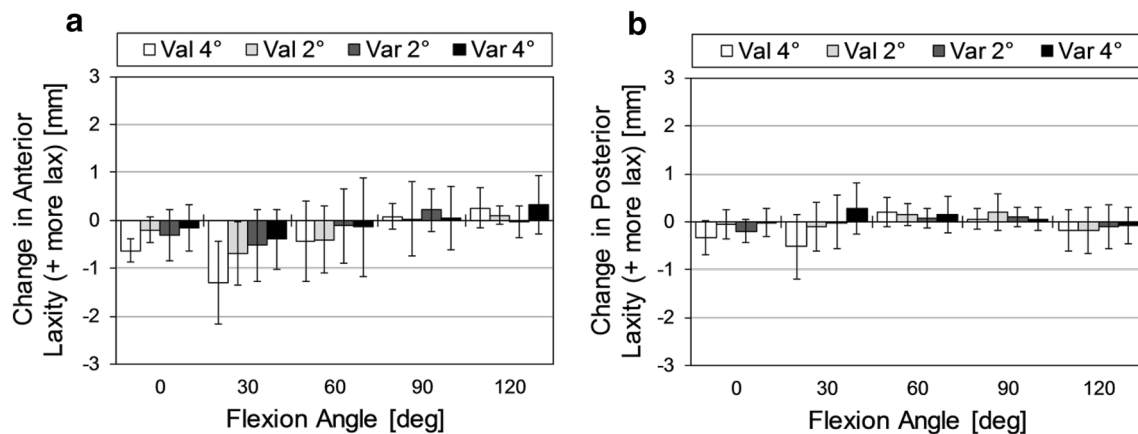 a
Val 4° Val 2° Var 2° Var 4°
3
2
1
0
-1
-2
-3
Change in Anterior
Laxity (+ more lax) [mm]
0 30 60 90 120
Flexion Angle [deg]
b
Val 4° Val 2° Var 2° Var 4°
3
2
1
0
-1
-2
-3
Change in Posterior
Laxity (+ more lax) [mm]
0 30 60 90 120
Flexion Angle [deg]